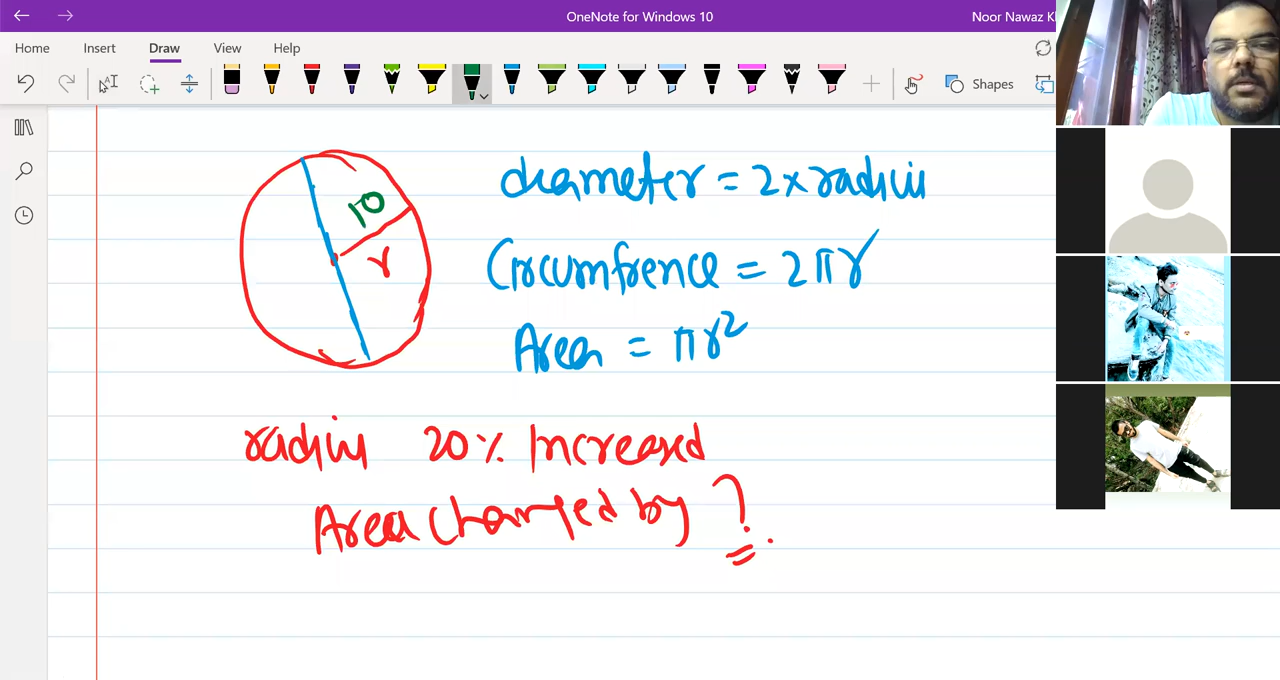 OneNote for Windows 10
Noor Nawaz Kh
Home Insert Draw View Help
Shapes
10
r
diameter = 2 x radius
Circumfrence = 2πr
Area = πr²
radius 20% Increased
Area changed by ?